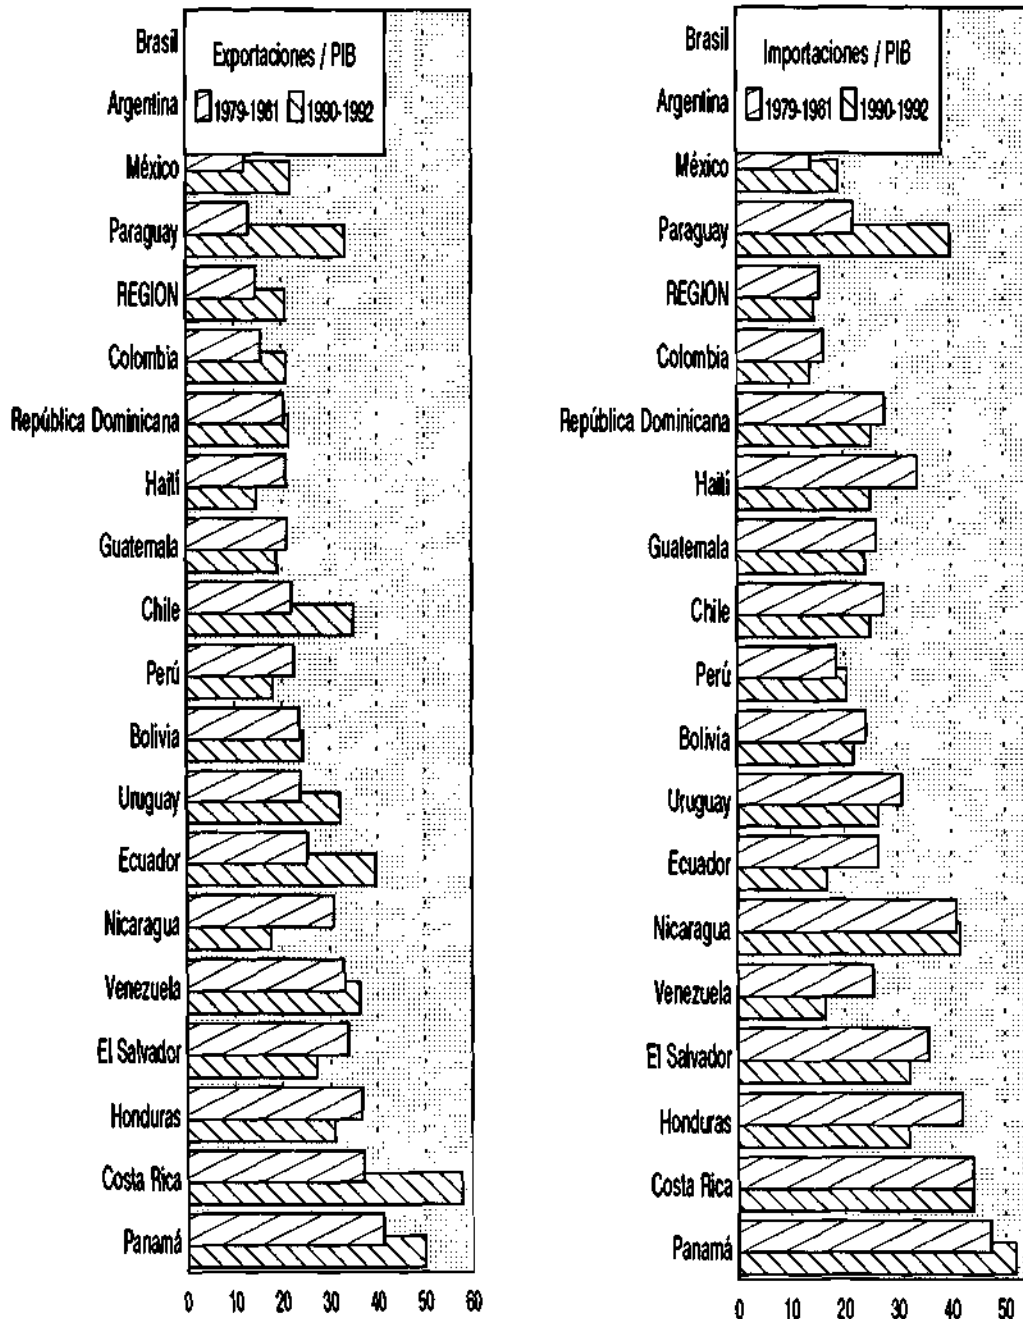 Exportaciones / PIB
1979-1981 1990-1992
Brasil
Argentina
México
Paraguay
REGION
Colombia
República Dominicana
Haití
Guatemala
Chile
Perú
Bolivia
Uruguay
Ecuador
Nicaragua
Venezuela
El Salvador
Honduras
Costa Rica
Panamá
0 10 20 30 40 50 60
Importaciones / PIB
1979-1981 1990-1992
Brasil
Argentina
México
Paraguay
REGION
Colombia
República Dominicana
Haití
Guatemala
Chile
Perú
Bolivia
Uruguay
Ecuador
Nicaragua
Venezuela
El Salvador
Honduras
Costa Rica
Panamá
0 10 20 30 40 50